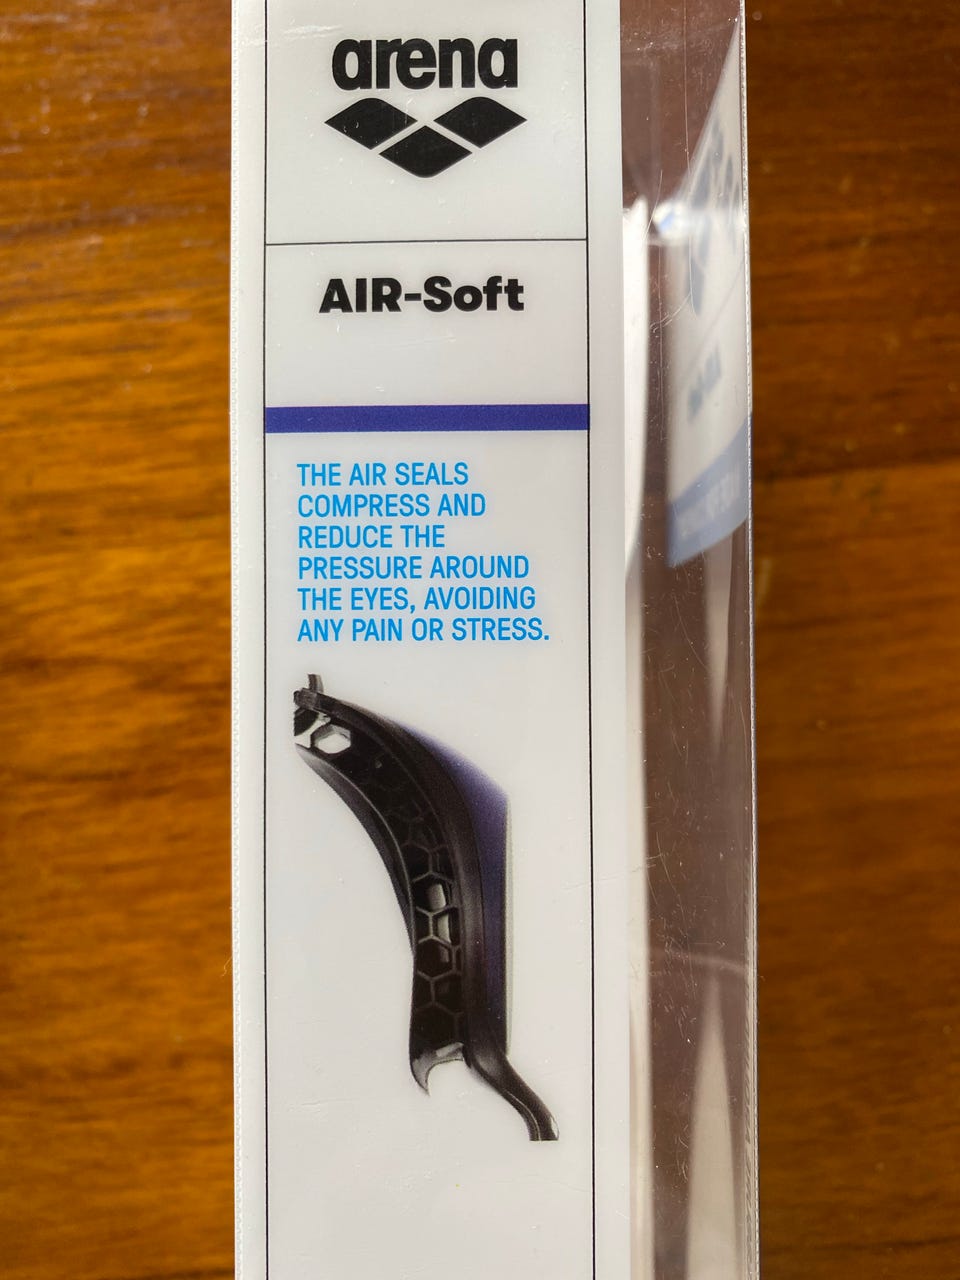 arena
AIR-Soft
THE AIR SEALS
COMPRESS AND
REDUCE THE
PRESSURE AROUND
THE EYES, AVOIDING
ANY PAIN OR STRESS.